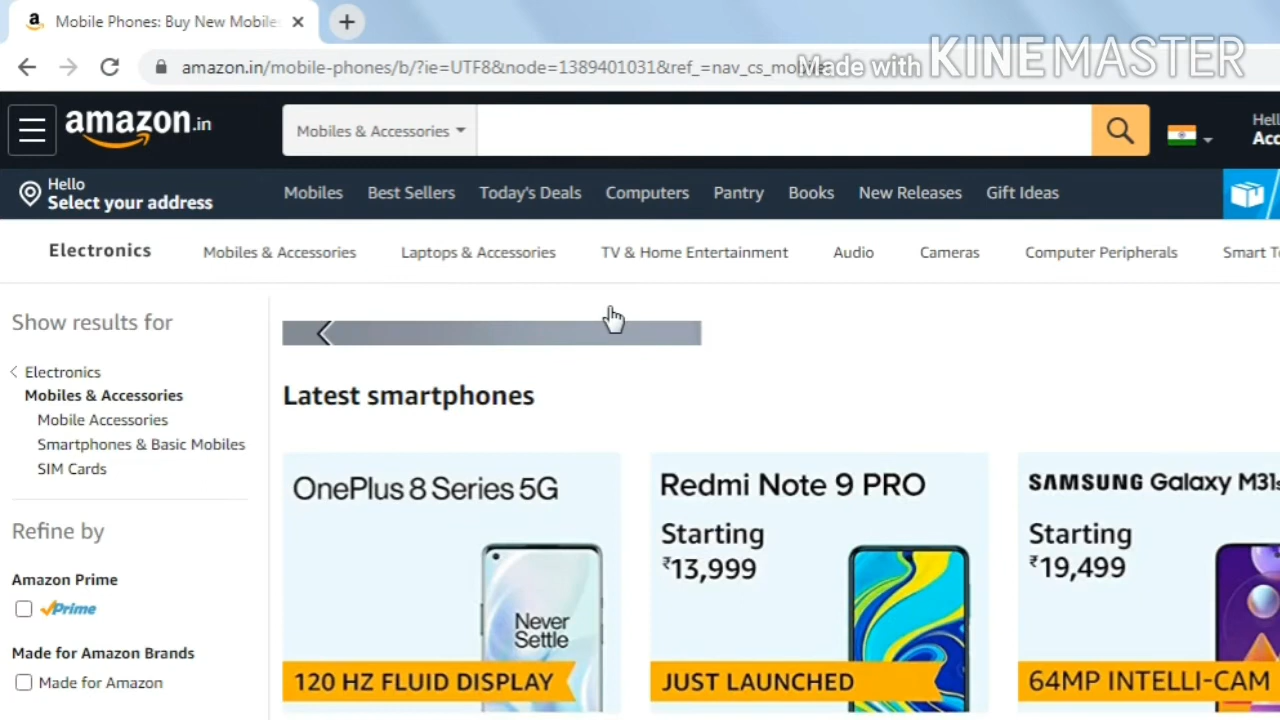 Mobile Phones: Buy New Mobile
amazon.in/mobile-phones/b/?ie=UTF8&node=1389401031&ref_=nav_cs_mobile
Made with KINEMASTER
amazon.in
Mobiles & Accessories
Hello
Select your address
Mobiles
Best Sellers
Today's Deals
Computers
Pantry
Books
New Releases
Gift Ideas
Electronics
Mobiles & Accessories
Laptops & Accessories
TV & Home Entertainment
Audio
Cameras
Computer Peripherals
Smart
Show results for
Electronics
Mobiles & Accessories
Mobile Accessories
Smartphones & Basic Mobiles
SIM Cards
Refine by
Amazon Prime
Prime
Made for Amazon Brands
Made for Amazon
Latest smartphones
OnePlus 8 Series 5G
Never
Settle
120 HZ FLUID DISPLAY
Redmi Note 9 PRO
Starting
₹13,999
JUST LAUNCHED
SAMSUNG Galaxy M31s
Starting
₹19,499
64MP INTELLI-CAM